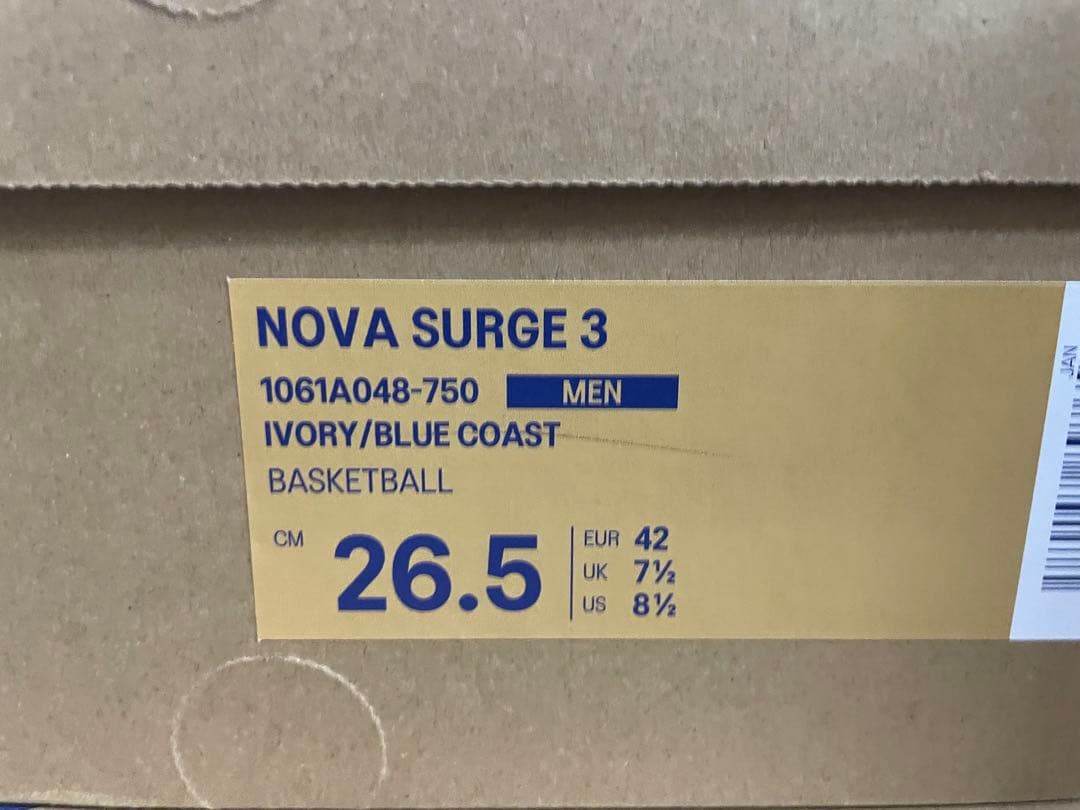 NOVA SURGE 3
1061A048-750 MEN
IVORY/BLUE COAST
BASKETBALL
CM 26.5
EUR 42
UK 7½
US 8½
JAN